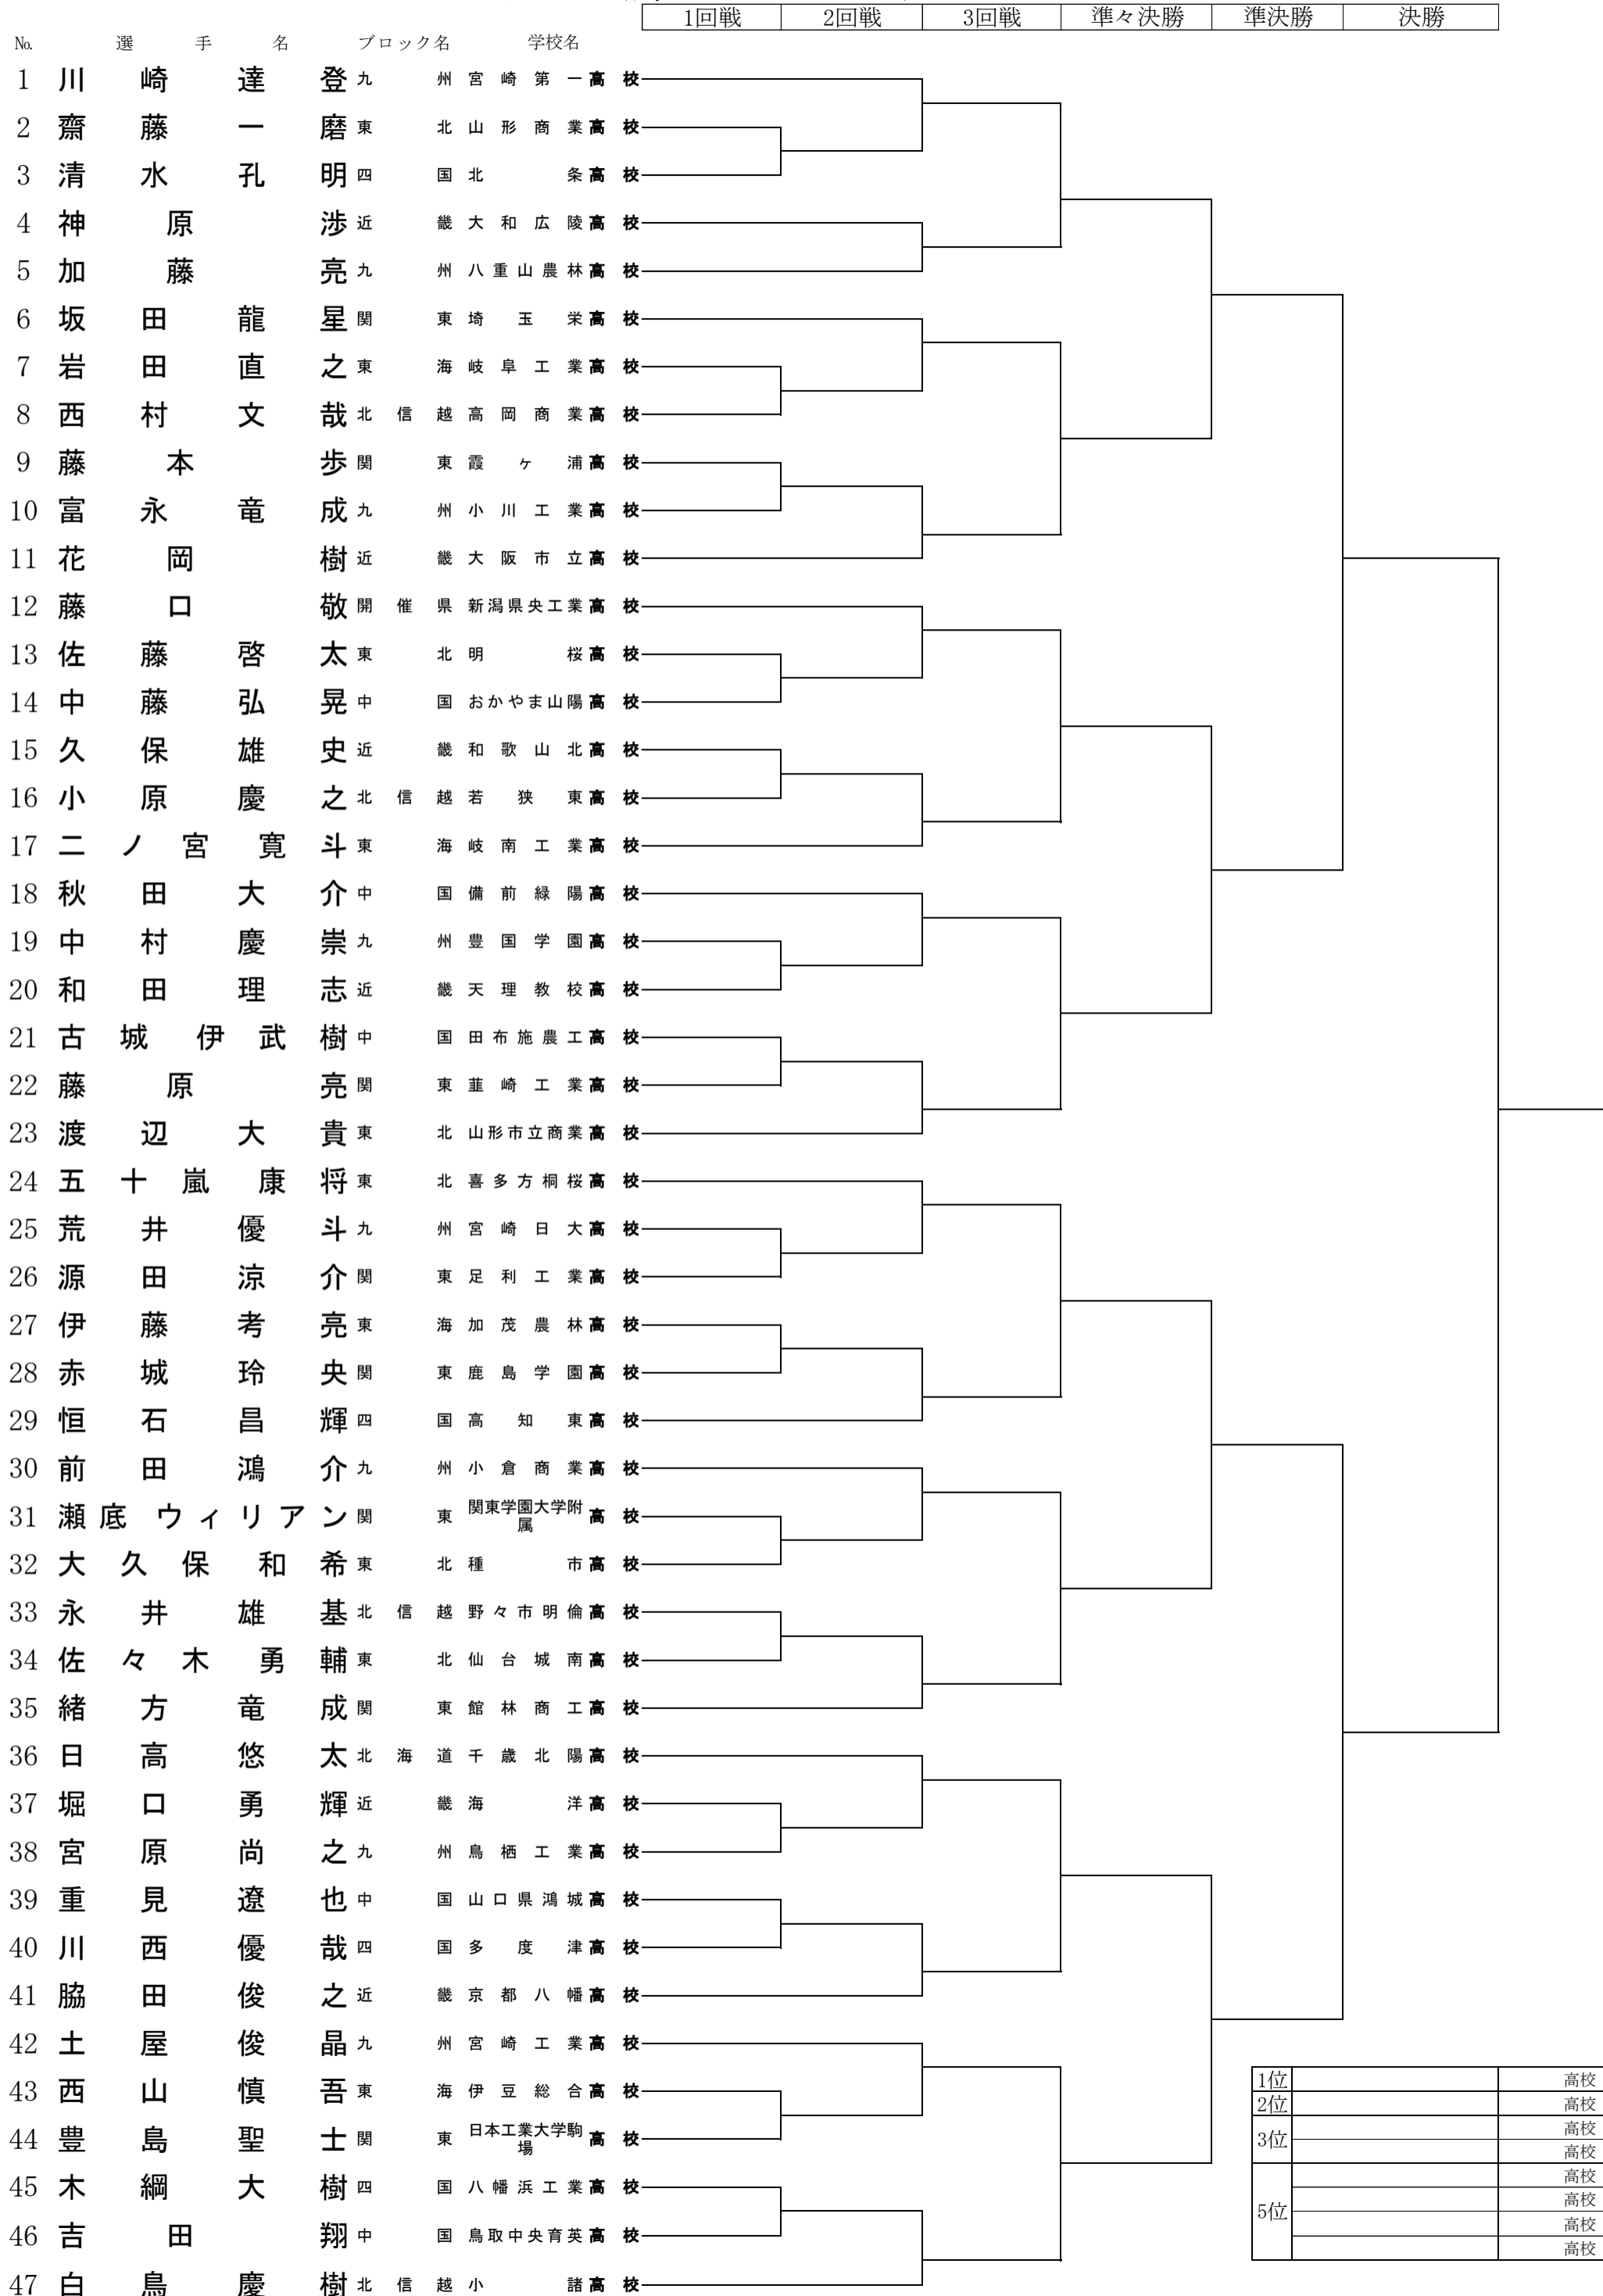 1回戦 2回戦 3回戦 準々決勝 準決勝 決勝
№ 選手名 ブロック名 学校名
1 川崎達登 九州 宮崎第一高校
2 齋藤一磨 東北 山形商業高校
3 清水孔明 四国 北条高校
4 神原渉 近畿 大和広陵高校
5 加藤亮 九州 八重山農林高校
6 坂田龍星 関東 埼玉栄高校
7 岩田直之 東海 岐阜工業高校
8 西村文哉 北信越 高岡商業高校
9 藤本歩 関東 霞ヶ浦高校
10 富永竜成 九州 小川工業高校
11 花岡樹 近畿 大阪市立高校
12 藤口敬 開催県 新潟県央工業高校
13 佐藤啓太 東北 明桜高校
14 中藤弘晃 中国 おかやま山陽高校
15 久保雄史 近畿 和歌山北高校
16 小原慶之 北信越 若狭東高校
17 二ノ宮寛斗 東海 岐南工業高校
18 秋田大介 中国 備前緑陽高校
19 中村慶崇 九州 豊国学園高校
20 和田理志 近畿 天理教校高校
21 古城伊武樹 中国 田布施農工高校
22 藤原亮 関東 韮崎工業高校
23 渡辺大貴 東北 山形市立商業高校
24 五十嵐康将 東北 喜多方桐桜高校
25 荒井優斗 九州 宮崎日大高校
26 源田涼介 関東 足利工業高校
27 伊藤考亮 東海 加茂農林高校
28 赤城玲央 関東 鹿島学園高校
29 恒石昌輝 四国 高知東高校
30 前田鴻介 九州 小倉商業高校
31 瀬底ウィリアン 関東 関東学園大学附属高校
32 大久保和希 東北 種市高校
33 永井雄基 北信越 野々市明倫高校
34 佐々木勇輔 東北 仙台城南高校
35 緒方竜成 関東 館林商工高校
36 日高悠太 北海道 千歳北陽高校
37 堀口勇輝 近畿 海洋高校
38 宮原尚之 九州 鳥栖工業高校
39 重見遼也 中国 山口県鴻城高校
40 川西優哉 四国 多度津高校
41 脇田俊之 近畿 京都八幡高校
42 土屋俊晶 九州 宮崎工業高校
43 西山慎吾 東海 伊豆総合高校
44 豊島聖士 関東 日本工業大学駒場高校
45 木綱大樹 四国 八幡浜工業高校
46 吉田翔 中国 鳥取中央育英高校
47 白鳥慶樹 北信越 小諸高校
1位 高校
2位 高校
3位 高校
高校
5位 高校
高校
高校
高校